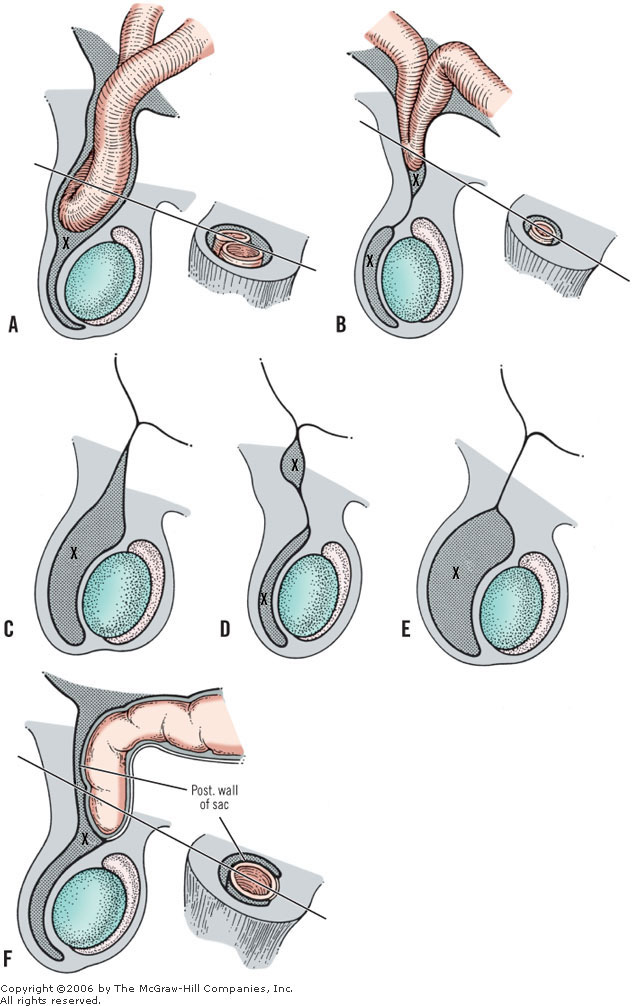 A
B
X
X
X
C
D
E
X
X
X
X
F
Post. wall
of sac
X
Copyright ©2006 by The McGraw-Hill Companies, Inc.
All rights reserved.